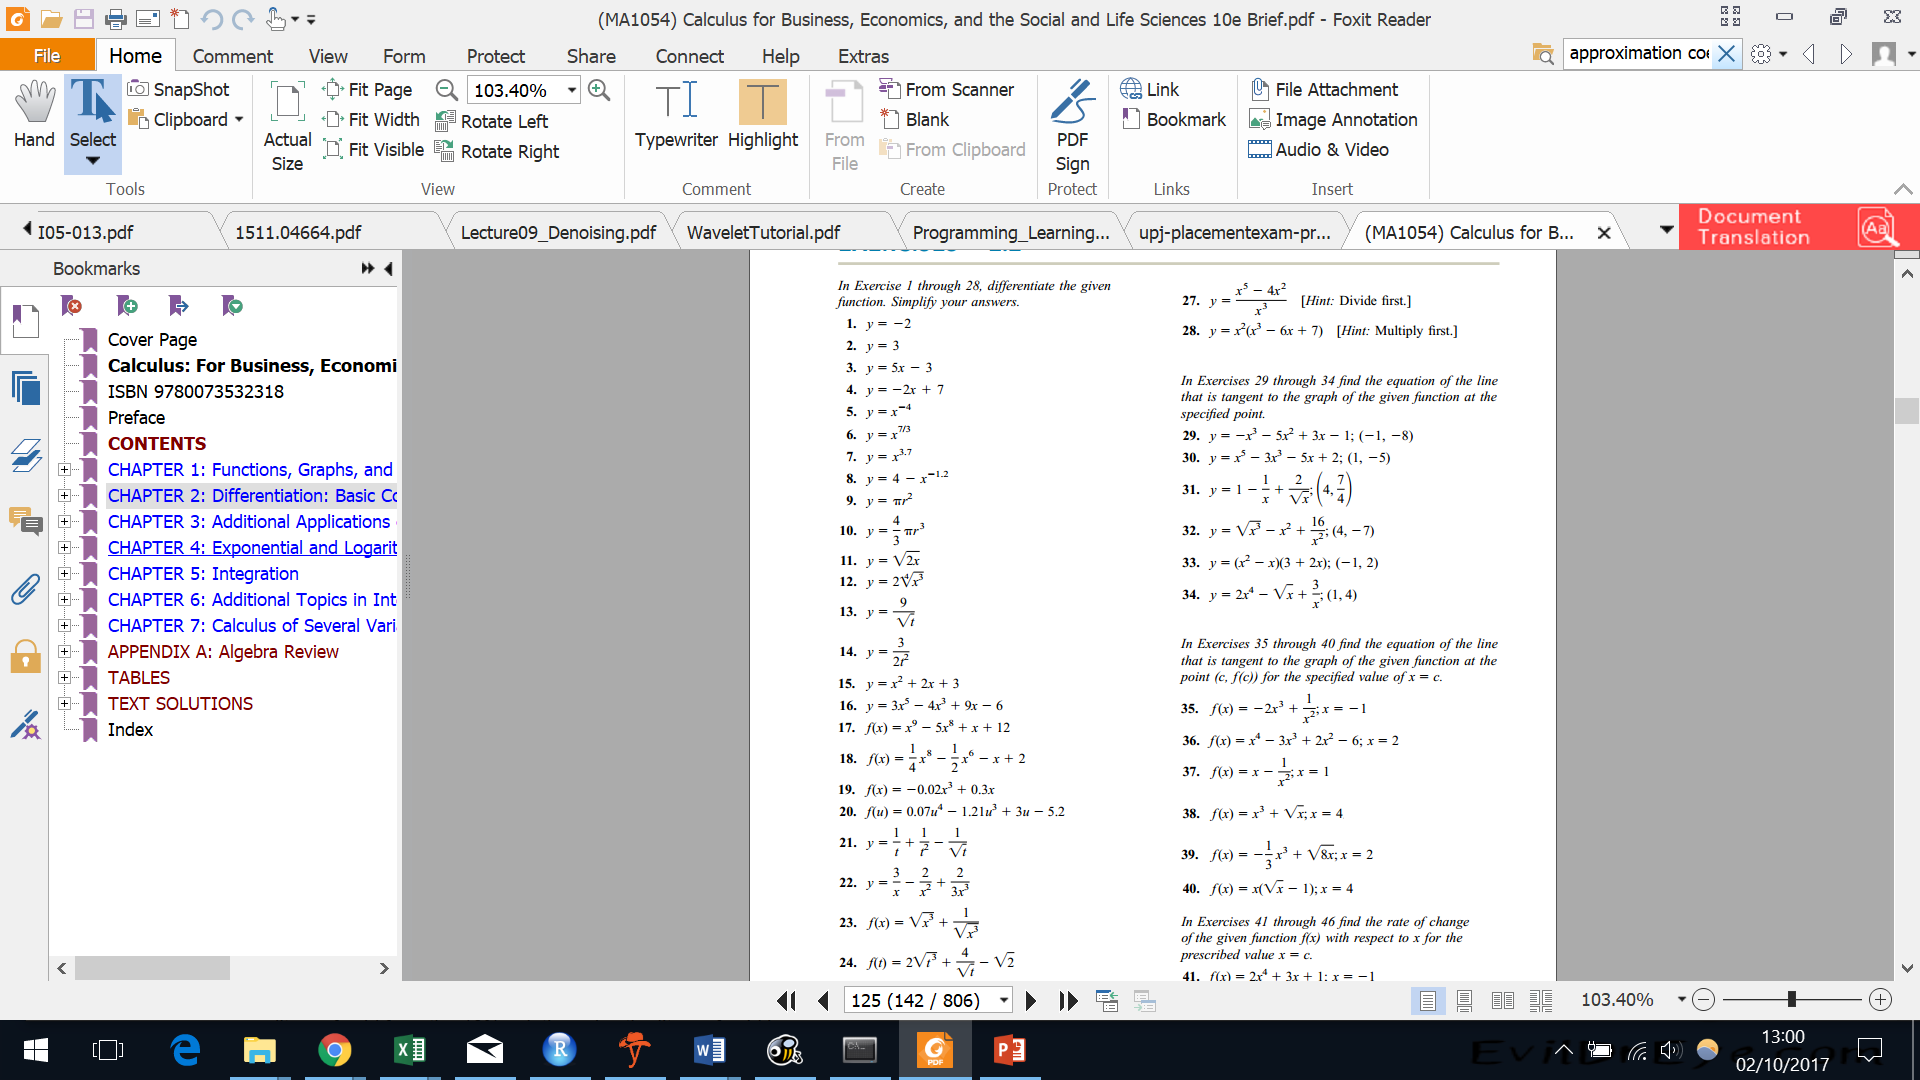 (MA1054) Calculus for Business, Economics, and the Social and Life Sciences 10e Brief.pdf - Foxit Reader
File Home Comment View Form Protect Share Connect Help Extras
approximation coe
Hand
Select
SnapShot
Clipboard
Tools
Actual Size
Fit Page
Fit Width
Fit Visible
103.40%
Rotate Left
Rotate Right
View
Typewriter
Highlight
Comment
From File
From Scanner
Blank
From Clipboard
Create
PDF Sign
Protect
Link
Bookmark
Links
File Attachment
Image Annotation
Audio & Video
Insert
I05-013.pdf
1511.04664.pdf
Lecture09_Denoising.pdf
WaveletTutorial.pdf
Programming_Learning...
upj-placementexam-pr...
(MA1054) Calculus for B...
Document
Translation
Bookmarks
Cover Page
Calculus: For Business, Economi
ISBN 9780073532318
Preface
CONTENTS
CHAPTER 1: Functions, Graphs, and
CHAPTER 2: Differentiation: Basic Co
CHAPTER 3: Additional Applications
CHAPTER 4: Exponential and Logarit
CHAPTER 5: Integration
CHAPTER 6: Additional Topics in Int
CHAPTER 7: Calculus of Several Vari
APPENDIX A: Algebra Review
TABLES
TEXT SOLUTIONS
Index
In Exercise 1 through 28, differentiate the given
function. Simplify your answers.
1. y = −2
2. y = 3
3. y = 5x − 3
4. y = −2x + 7
5. y = x⁻⁴
6. y = x^{7/3}
7. y = x^{3.7}
8. y = 4 − x^{−1.2}
9. y = πr²
10. y = 4/3 πr³
11. y = √(2x)
12. y = 2⁴√(x³)
13. y = 9/√t
14. y = 3/(2t²)
15. y = x² + 2x + 3
16. y = 3x⁵ − 4x³ + 9x − 6
17. f(x) = x⁹ − 5x⁸ + x + 12
18. f(x) = 1/4 x⁸ − 1/2 x⁶ − x + 2
19. f(x) = −0.02x³ + 0.3x
20. f(u) = 0.07u⁴ − 1.21u³ + 3u − 5.2
21. y = 1/t + 1/t² − 1/√t
22. y = 3/x − 2/x² + 2/(3x³)
23. f(x) = √(x³) + 1/√(x³)
24. f(t) = 2√(t³) + 4/√t − √2
27. y = (x⁵ − 4x²)/x³ [Hint: Divide first.]
28. y = x²(x³ − 6x + 7) [Hint: Multiply first.]
In Exercises 29 through 34 find the equation of the line
that is tangent to the graph of the given function at the
specified point.
29. y = −x³ − 5x² + 3x − 1; (−1, −8)
30. y = x⁵ − 3x³ − 5x + 2; (1, −5)
31. y = 1 − 1/x + 2/√x; (4, 7/4)
32. y = √(x³) − x² + 16/x²; (4, −7)
33. y = (x² − x)(3 + 2x); (−1, 2)
34. y = 2x⁴ − √x + 3/x; (1, 4)
In Exercises 35 through 40 find the equation of the line
that is tangent to the graph of the given function at the
point (c, f(c)) for the specified value of x = c.
35. f(x) = −2x³ + 1/x²; x = −1
36. f(x) = x⁴ − 3x³ + 2x² − 6; x = 2
37. f(x) = x − 1/x²; x = 1
38. f(x) = x³ + √x; x = 4
39. f(x) = −1/3 x³ + √(8x); x = 2
40. f(x) = x(√x − 1); x = 4
In Exercises 41 through 46 find the rate of change
of the given function f(x) with respect to x for the
prescribed value x = c.
41. f(x) = 2x⁴ + 3x + 1; x = −1
125 (142 / 806)
103.40%
13:00
02/10/2017